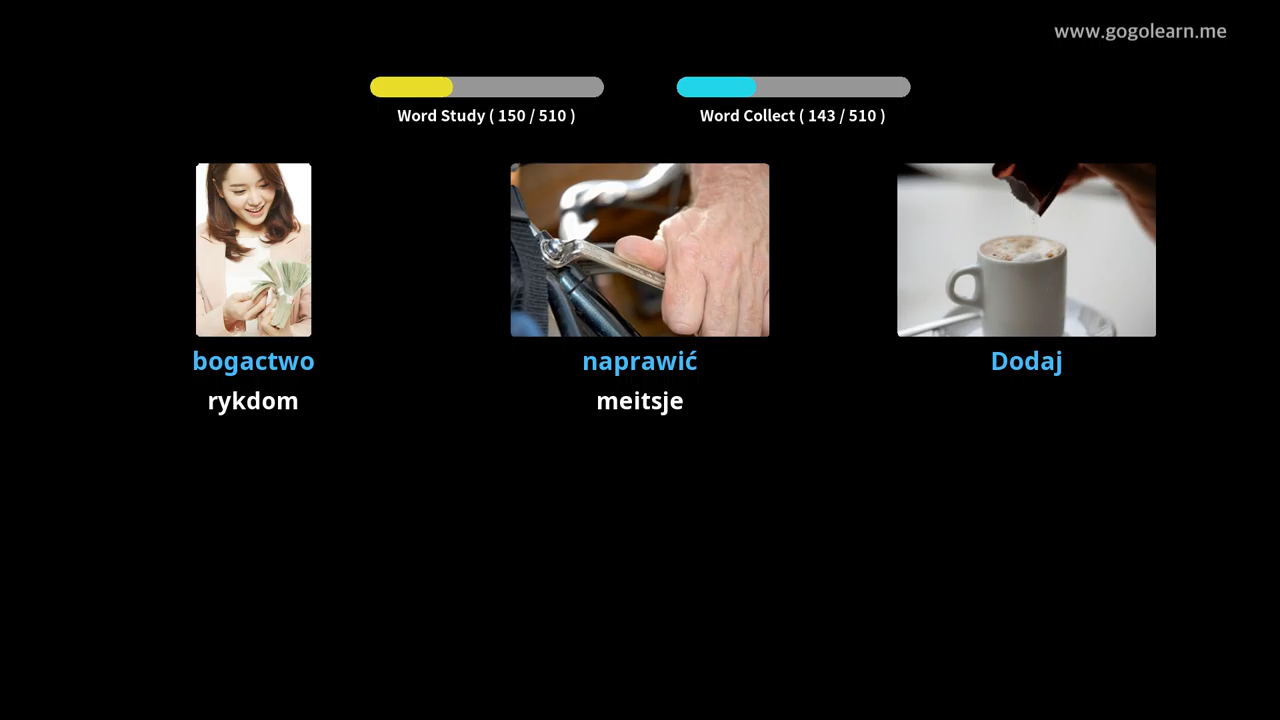 www.gogolearn.me
Word Study ( 150 / 510 )
Word Collect ( 143 / 510 )
bogactwo
rykdom
naprawić
meitsje
Dodaj